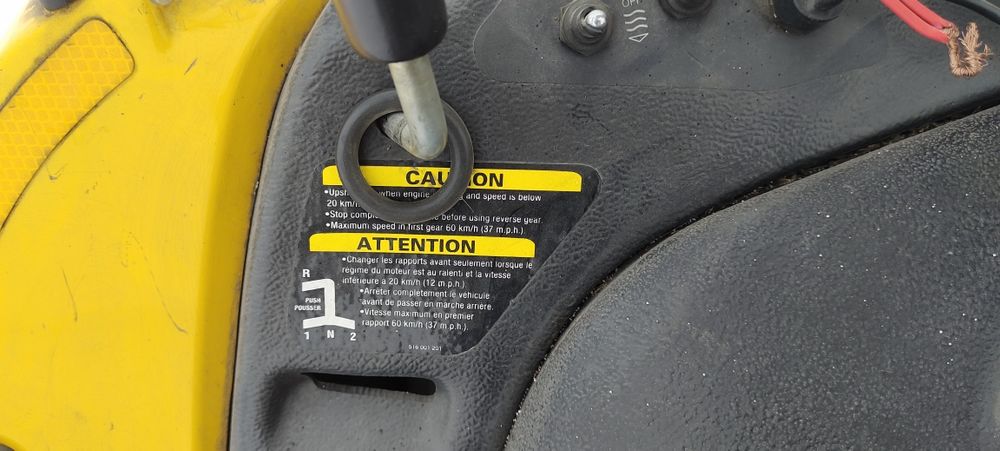 OFF
CAU ON
•Upsh when engine and speed is below
20 km/h
•Stop comple before using reverse gear.
•Maximum speed in first gear 60 km/h (37 m.p.h.).
ATTENTION
•Changer les rapports avant seulement lorsque le
régime du moteur est au ralenti et la vitesse
inférieure à 20 km/h (12 m.p.h.).
•Arrêter complètement le véhicule
avant de passer en marche arrière.
•Vitesse maximum en premier
rapport 60 km/h (37 m.p.h.).
R
PUSH
POUSSER
1 N 2
516 001 201